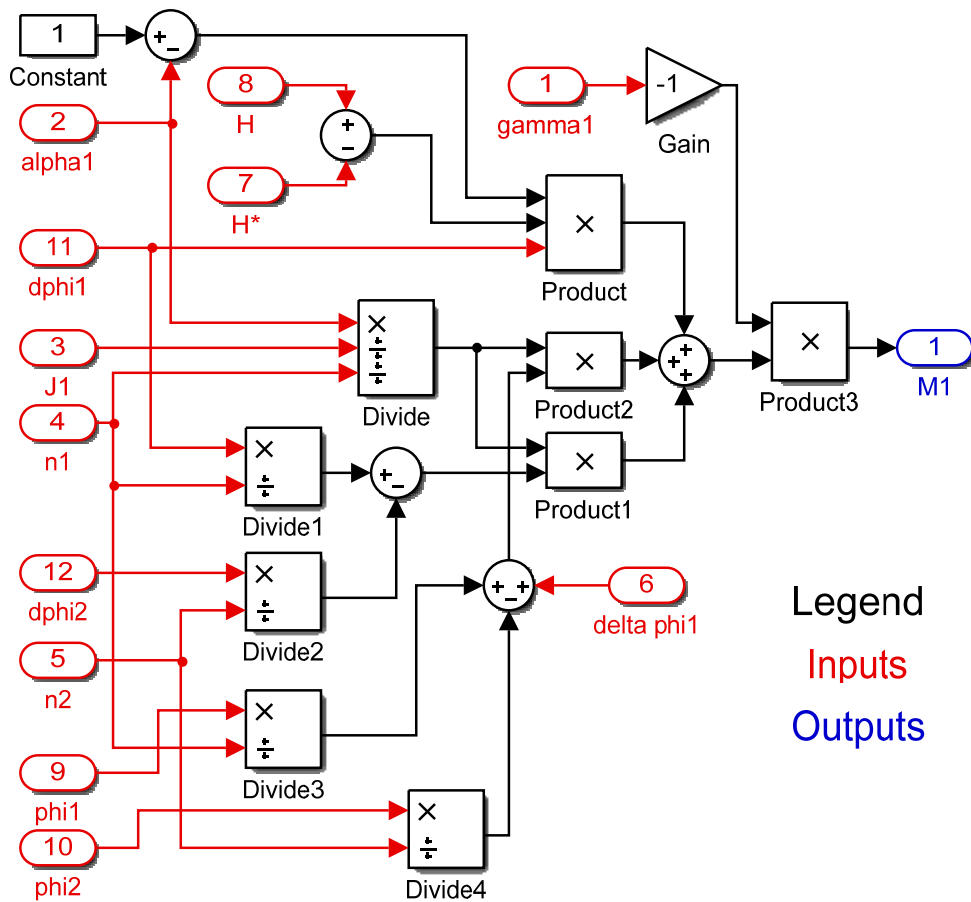 1
Constant
+
−
8
H
1
gamma1
-1
Gain
2
alpha1
+
−
7
H*
11
dphi1
×
Product
3
J1
×
÷
÷
Divide
×
Product2
+
+
+
×
Product3
1
M1
4
n1
×
÷
Divide1
+
−
×
Product1
12
dphi2
×
÷
Divide2
+
−
+
6
delta phi1
5
n2
Legend
Inputs
Outputs
9
phi1
×
÷
Divide3
10
phi2
×
÷
Divide4